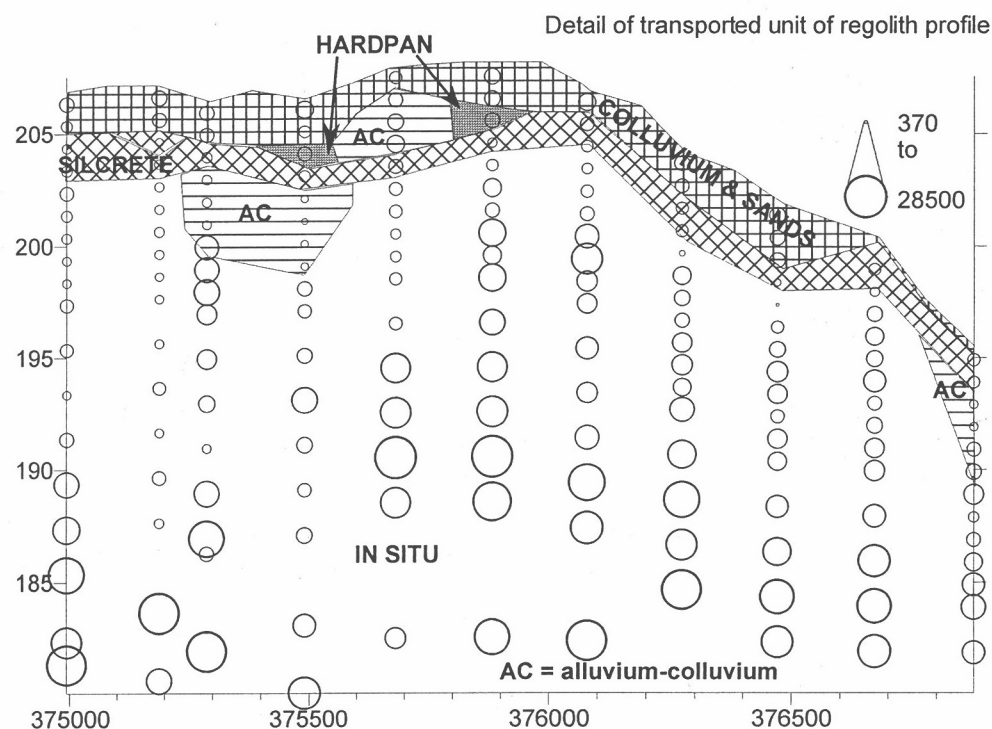 Detail of transported unit of regolith profile
HARDPAN
370
to
28500
205
AC
COLLUVIUM & SANDS
SILCRETE
AC
200
195
AC
190
IN SITU
185
AC = alluvium-colluvium
375000
375500
376000
376500